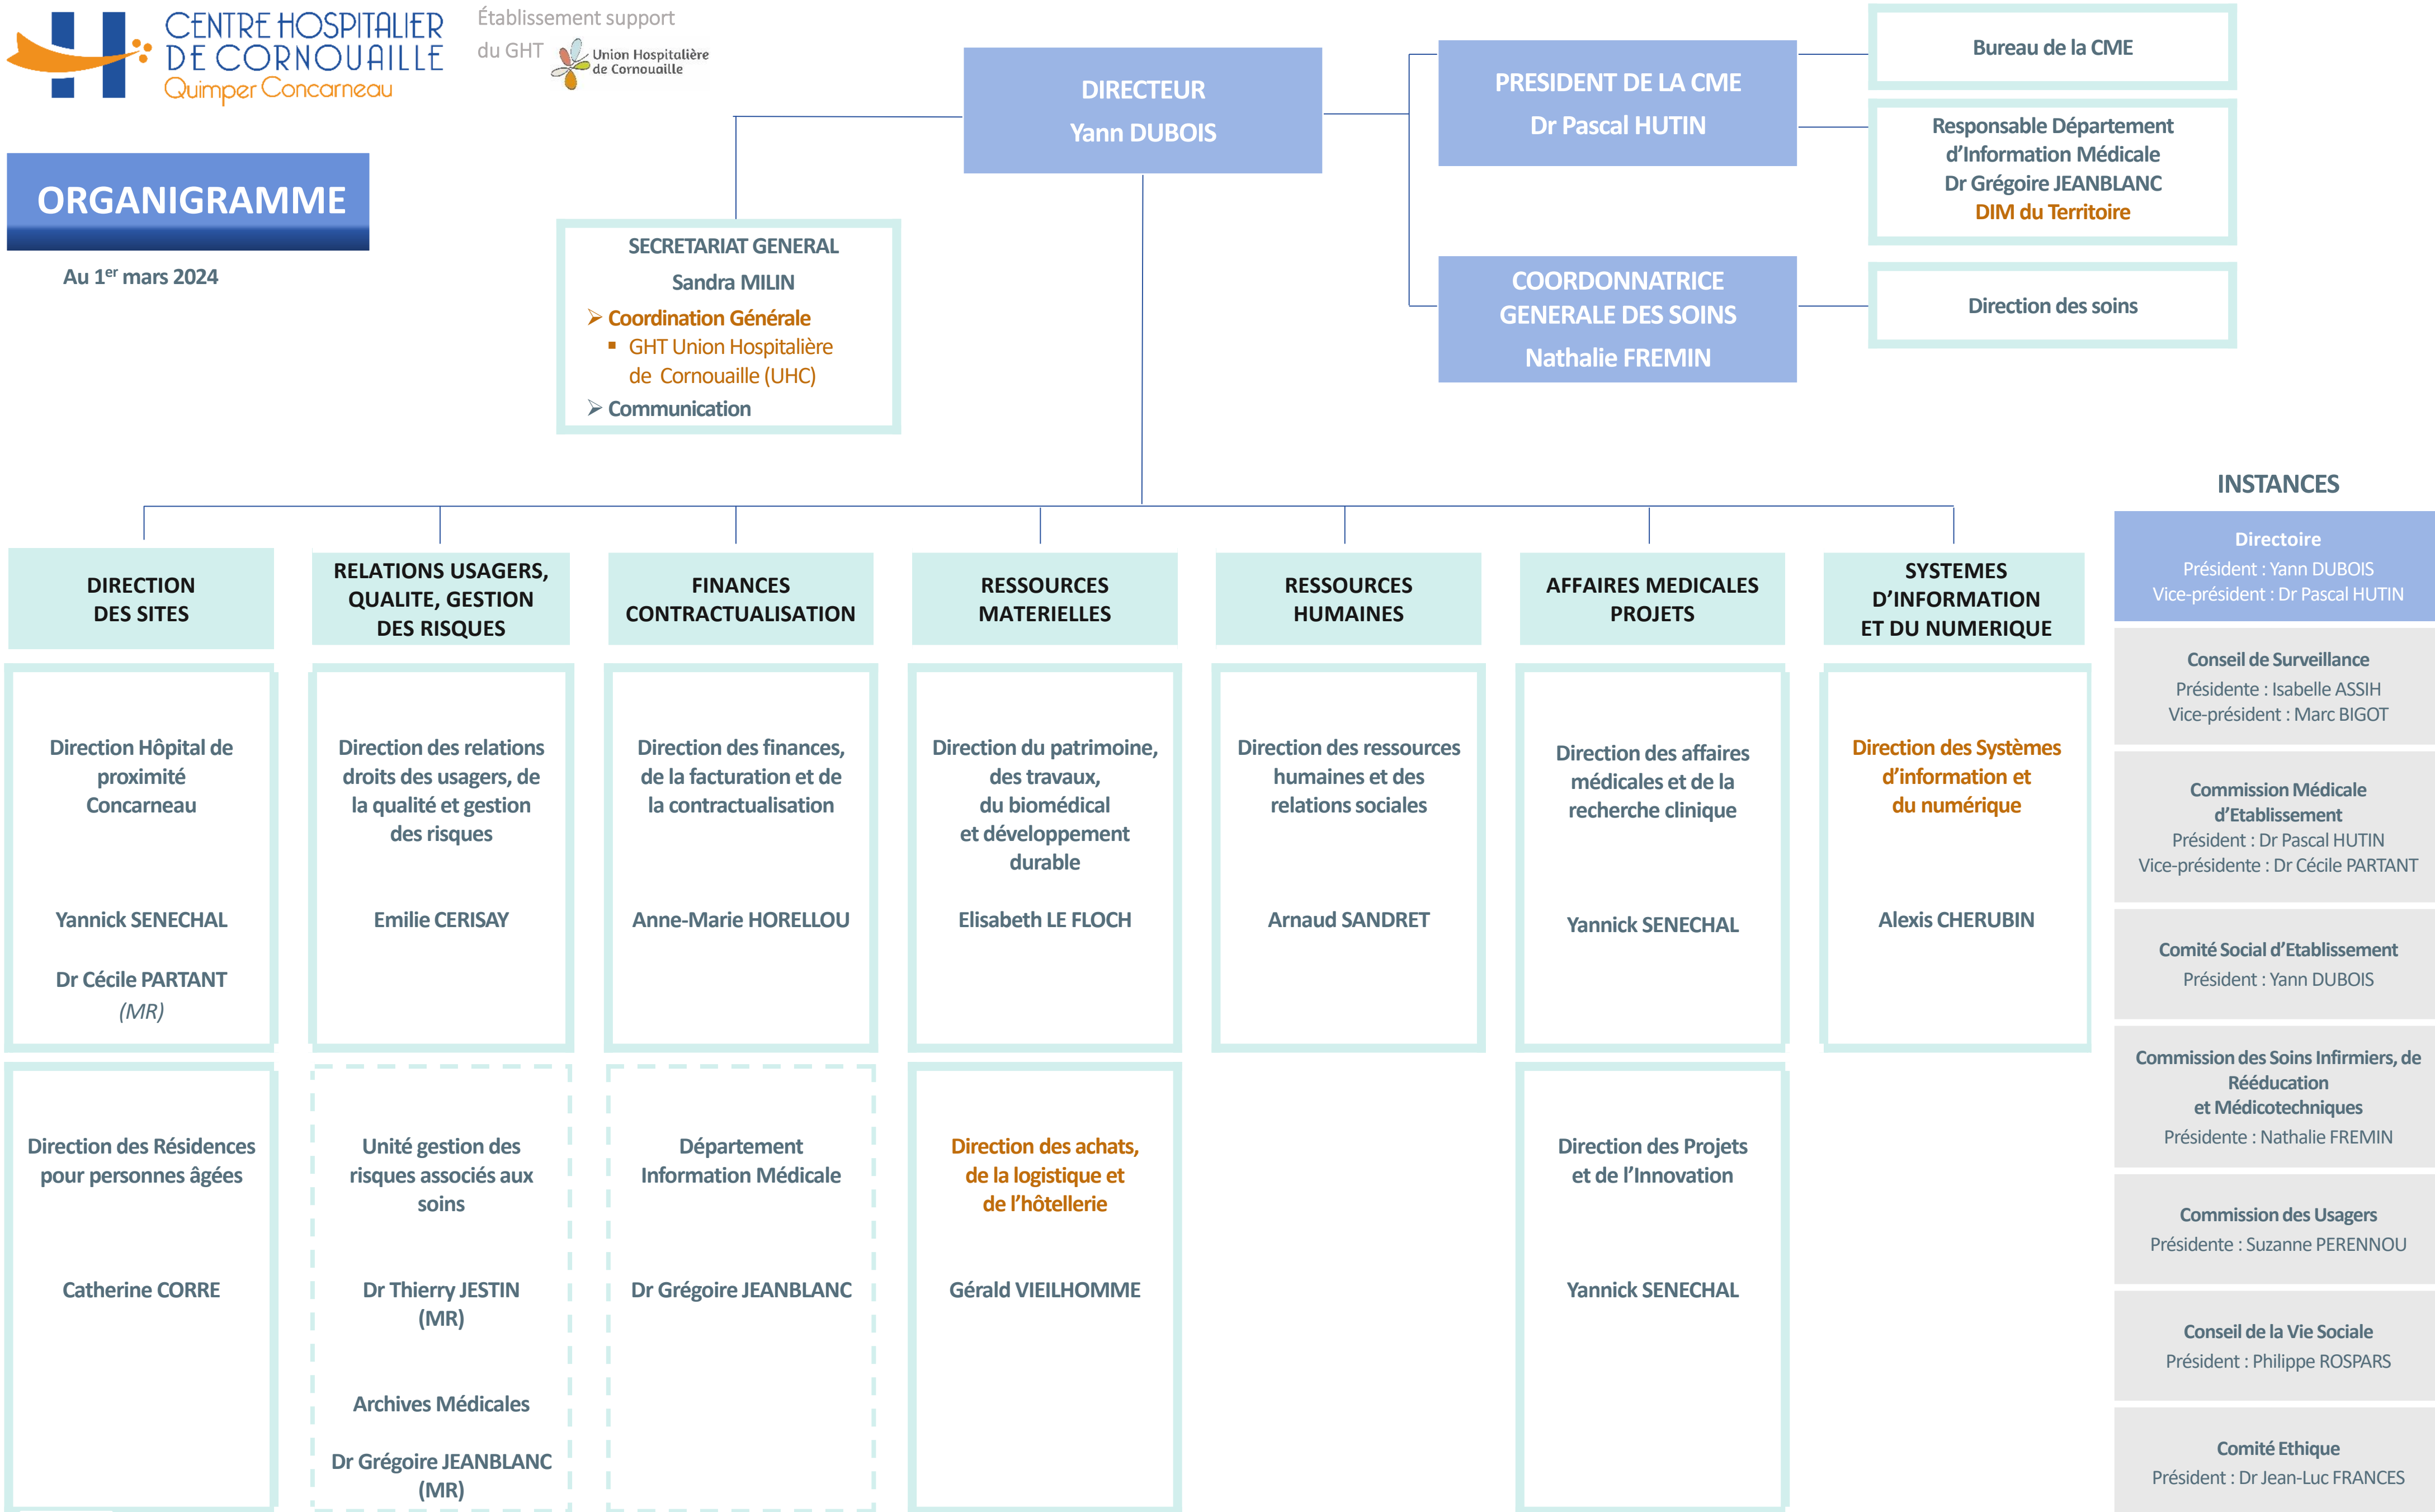 CENTRE HOSPITALIER
DE CORNOUAILLE
Quimper Concarneau
Établissement support
du GHT
Union Hospitalière
de Cornouaille
ORGANIGRAMME
Au 1er mars 2024
DIRECTEUR
Yann DUBOIS
PRESIDENT DE LA CME
Dr Pascal HUTIN
Bureau de la CME
Responsable Département
d’Information Médicale
Dr Grégoire JEANBLANC
DIM du Territoire
COORDONNATRICE
GENERALE DES SOINS
Nathalie FREMIN
Direction des soins
SECRETARIAT GENERAL
Sandra MILIN
➢ Coordination Générale
▪ GHT Union Hospitalière
de Cornouaille (UHC)
➢ Communication
DIRECTION
DES SITES
Direction Hôpital de
proximité
Concarneau
Yannick SENECHAL
Dr Cécile PARTANT
(MR)
Direction des Résidences
pour personnes âgées
Catherine CORRE
RELATIONS USAGERS,
QUALITE, GESTION
DES RISQUES
Direction des relations
droits des usagers, de
la qualité et gestion
des risques
Emilie CERISAY
Unité gestion des
risques associés aux
soins
Dr Thierry JESTIN
(MR)
Archives Médicales
Dr Grégoire JEANBLANC
(MR)
FINANCES
CONTRACTUALISATION
Direction des finances,
de la facturation et de
la contractualisation
Anne-Marie HORELLOU
Département
Information Médicale
Dr Grégoire JEANBLANC
RESSOURCES
MATERIELLES
Direction du patrimoine,
des travaux,
du biomédical
et développement
durable
Elisabeth LE FLOCH
Direction des achats,
de la logistique et
de l’hôtellerie
Gérald VIEILHOMME
RESSOURCES
HUMAINES
Direction des ressources
humaines et des
relations sociales
Arnaud SANDRET
AFFAIRES MEDICALES
PROJETS
Direction des affaires
médicales et de la
recherche clinique
Yannick SENECHAL
Direction des Projets
et de l’Innovation
Yannick SENECHAL
SYSTEMES
D’INFORMATION
ET DU NUMERIQUE
Direction des Systèmes
d’information et
du numérique
Alexis CHERUBIN
INSTANCES
Directoire
Président : Yann DUBOIS
Vice-président : Dr Pascal HUTIN
Conseil de Surveillance
Présidente : Isabelle ASSIH
Vice-président : Marc BIGOT
Commission Médicale
d’Etablissement
Président : Dr Pascal HUTIN
Vice-présidente : Dr Cécile PARTANT
Comité Social d’Etablissement
Président : Yann DUBOIS
Commission des Soins Infirmiers, de
Rééducation
et Médicotechniques
Présidente : Nathalie FREMIN
Commission des Usagers
Présidente : Suzanne PERENNOU
Conseil de la Vie Sociale
Président : Philippe ROSPARS
Comité Ethique
Président : Dr Jean-Luc FRANCES